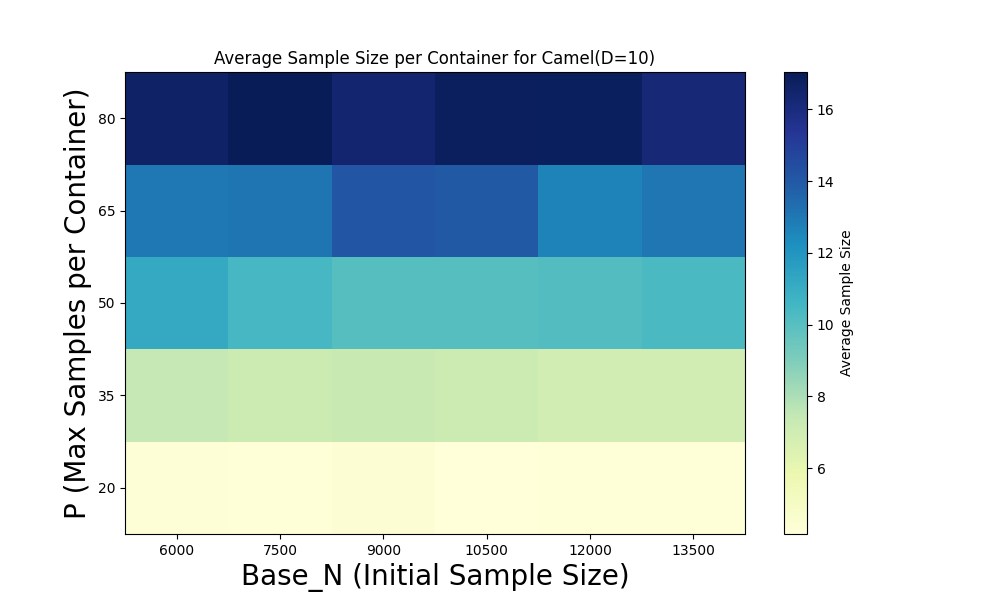 Average Sample Size per Container for Camel(D=10)
P (Max Samples per Container)
80
65
50
35
20
6000 7500 9000 10500 12000 13500
Base_N (Initial Sample Size)
16
14
12
10
8
6
Average Sample Size